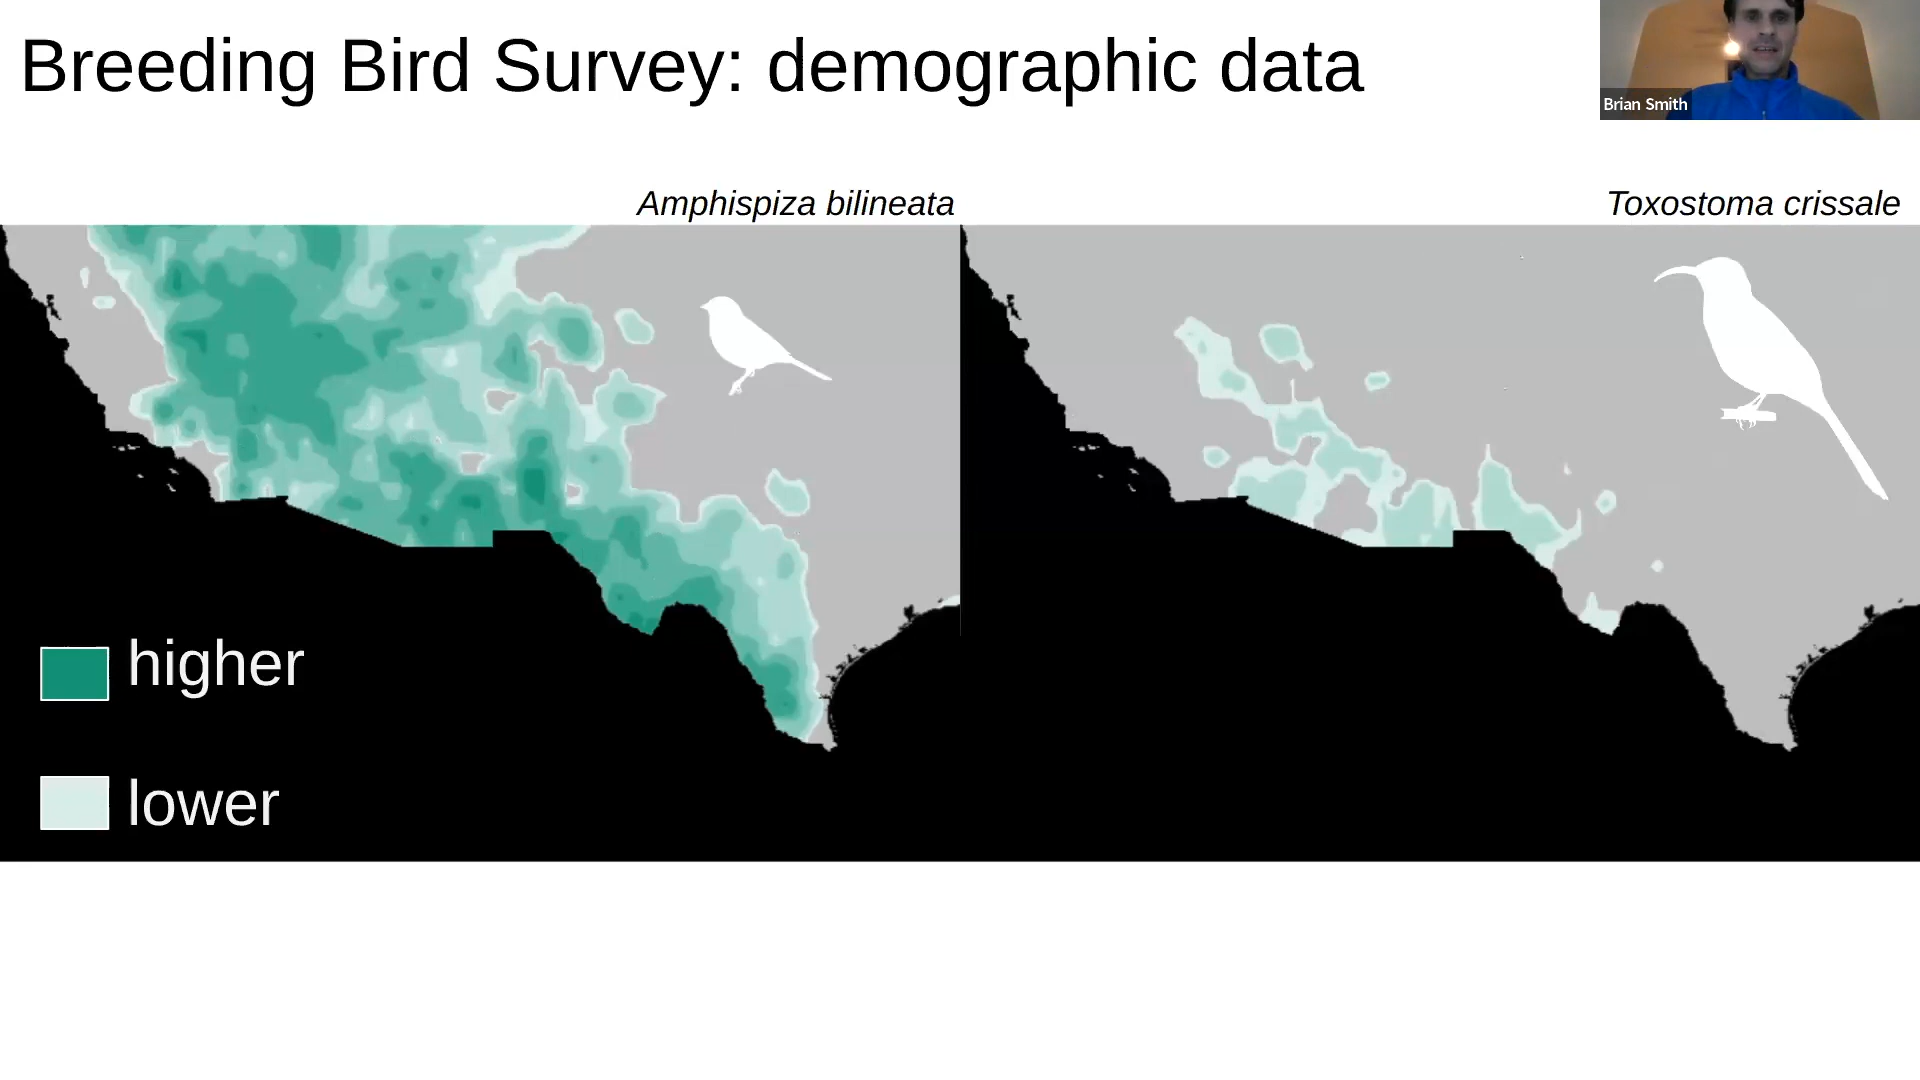 Breeding Bird Survey: demographic data
Brian Smith
Amphispiza bilineata
Toxostoma crissale
higher
lower